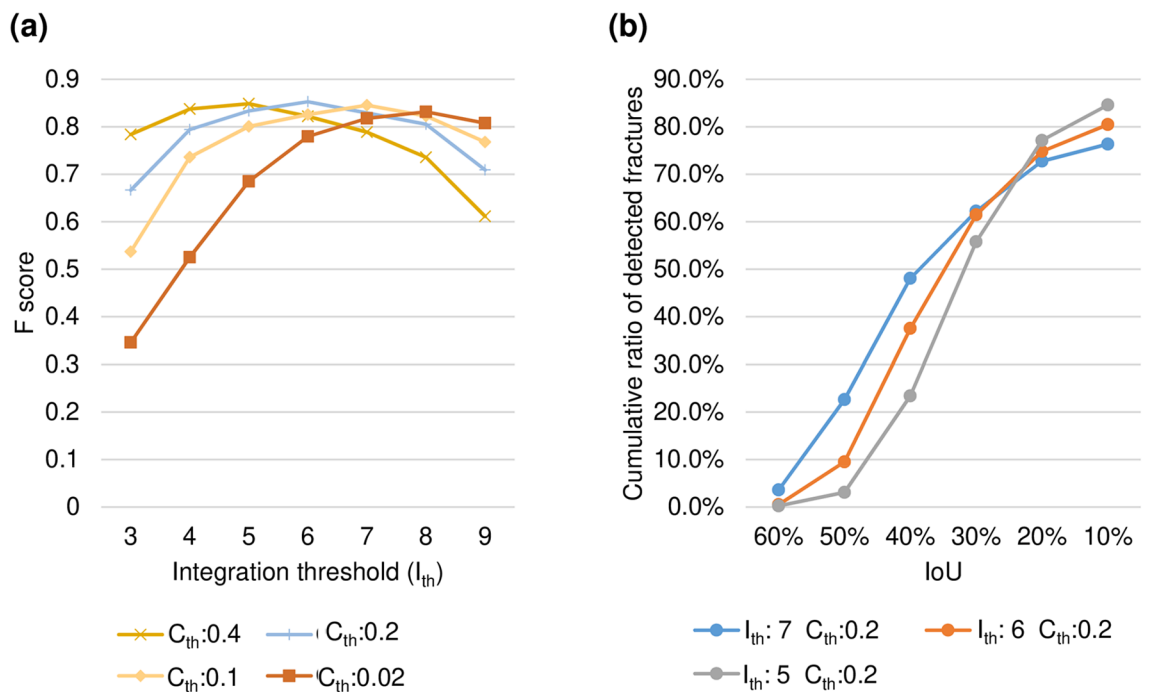 (a)
F score
0.9
0.8
0.7
0.6
0.5
0.4
0.3
0.2
0.1
0
3 4 5 6 7 8 9
Integration threshold (Ith)
Cth:0.4
Cth:0.2
Cth:0.1
Cth:0.02
(b)
Cumulative ratio of detected fractures
90.0%
80.0%
70.0%
60.0%
50.0%
40.0%
30.0%
20.0%
10.0%
0.0%
60% 50% 40% 30% 20% 10%
IoU
Ith: 7 Cth:0.2
Ith: 6 Cth:0.2
Ith: 5 Cth:0.2